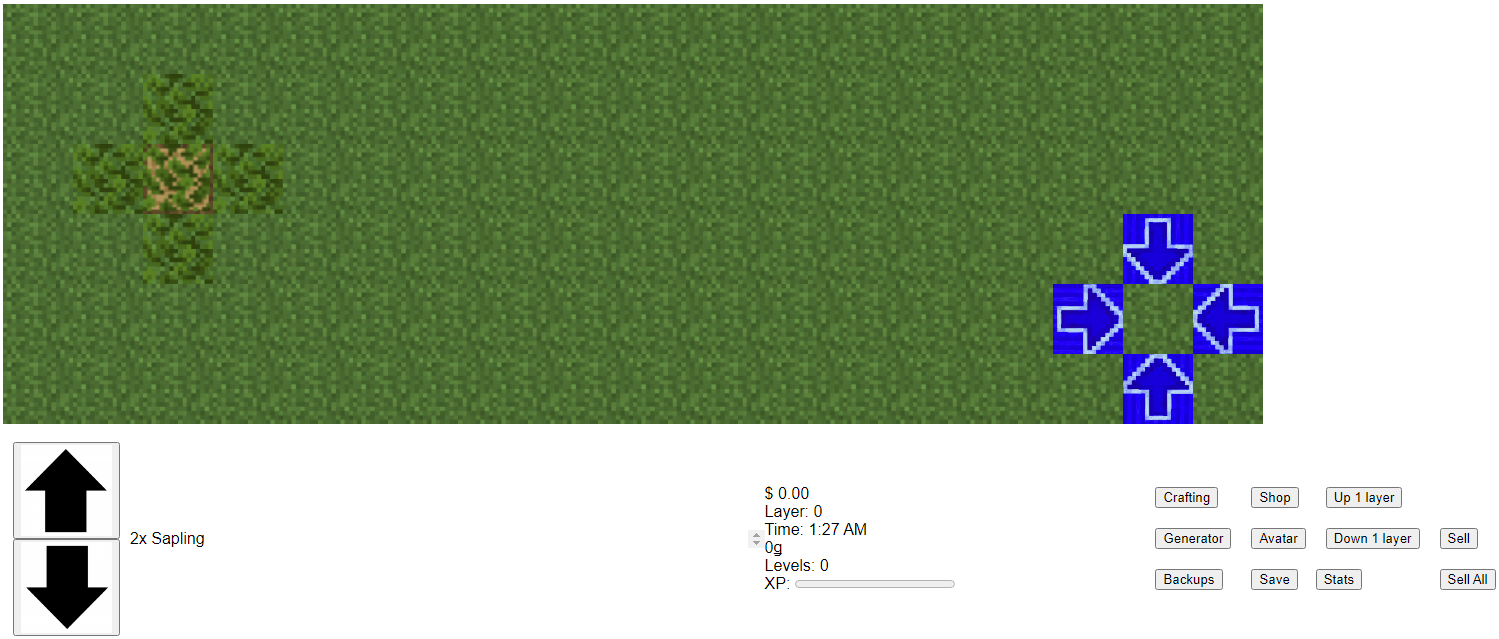 2x Sapling
$ 0.00
Layer: 0
Time: 1:27 AM
0g
Levels: 0
XP:
Crafting Shop Up 1 layer
Generator Avatar Down 1 layer Sell
Backups Save Stats Sell All